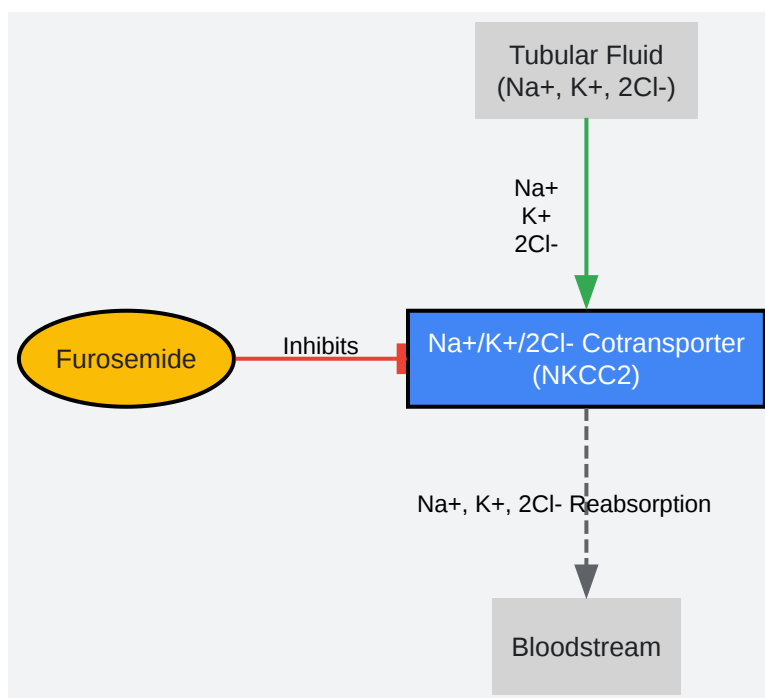 Tubular Fluid
(Na+, K+, 2Cl-)
Na+
K+
2Cl-
Furosemide
Inhibits
Na+/K+/2Cl- Cotransporter
(NKCC2)
Na+, K+, 2Cl- Reabsorption
Bloodstream